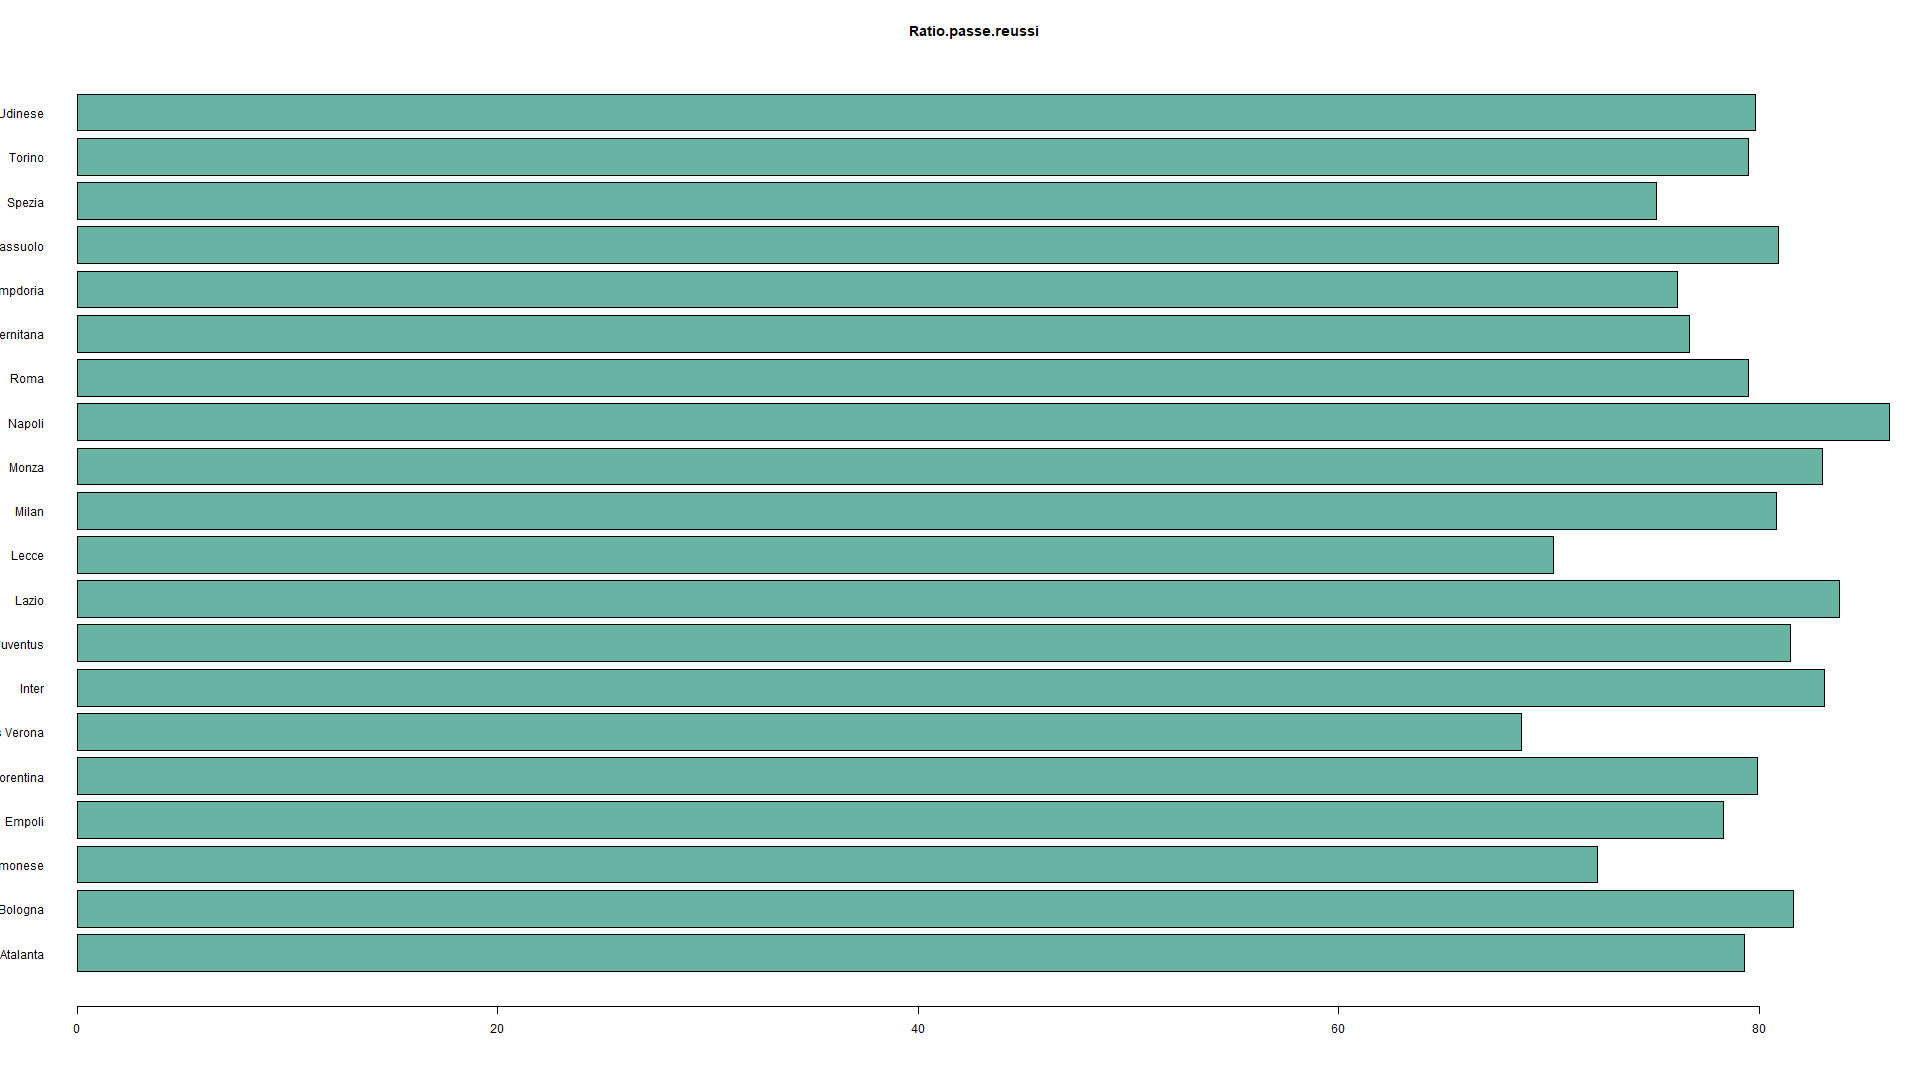 Ratio.passe.reussi
Udinese
Torino
Spezia
assuolo
mpdoria
ernitana
Roma
Napoli
Monza
Milan
Lecce
Lazio
uventus
Inter
s Verona
orentina
Empoli
monese
Bologna
Atalanta
0 20 40 60 80